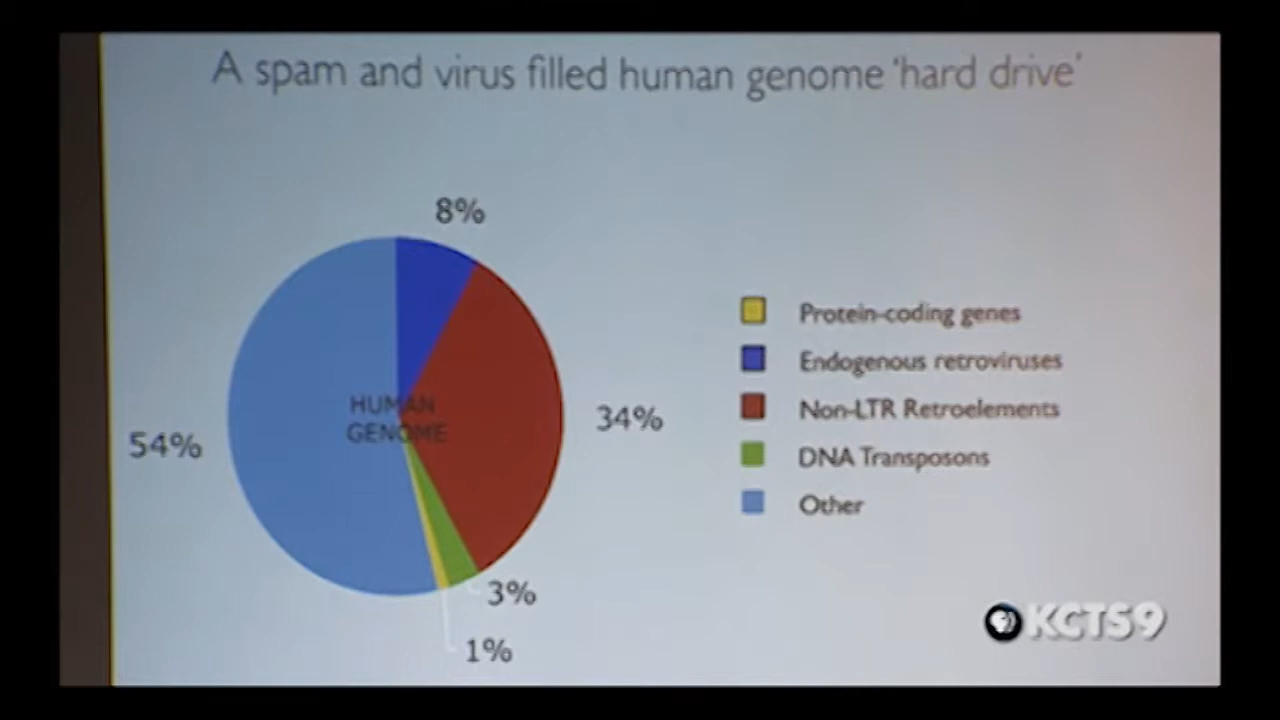 A spam and virus filled human genome 'hard drive'
8%
34%
54%
3%
1%
HUMAN
GENOME
Protein-coding genes
Endogenous retroviruses
Non-LTR Retroelements
DNA Transposons
Other
KCTS9